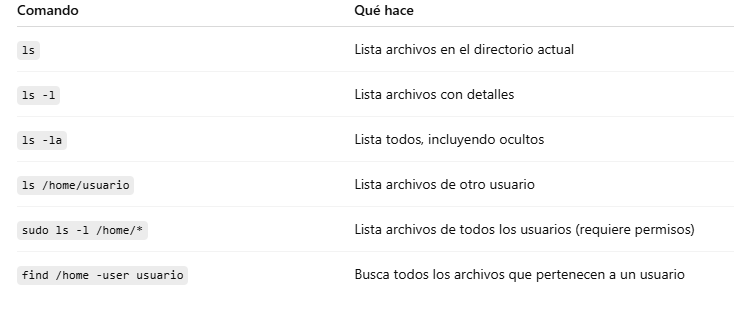 Comando Qué hace
ls Lista archivos en el directorio actual
ls -l Lista archivos con detalles
ls -la Lista todos, incluyendo ocultos
ls /home/usuario Lista archivos de otro usuario
sudo ls -l /home/* Lista archivos de todos los usuarios (requiere permisos)
find /home -user usuario Busca todos los archivos que pertenecen a un usuario